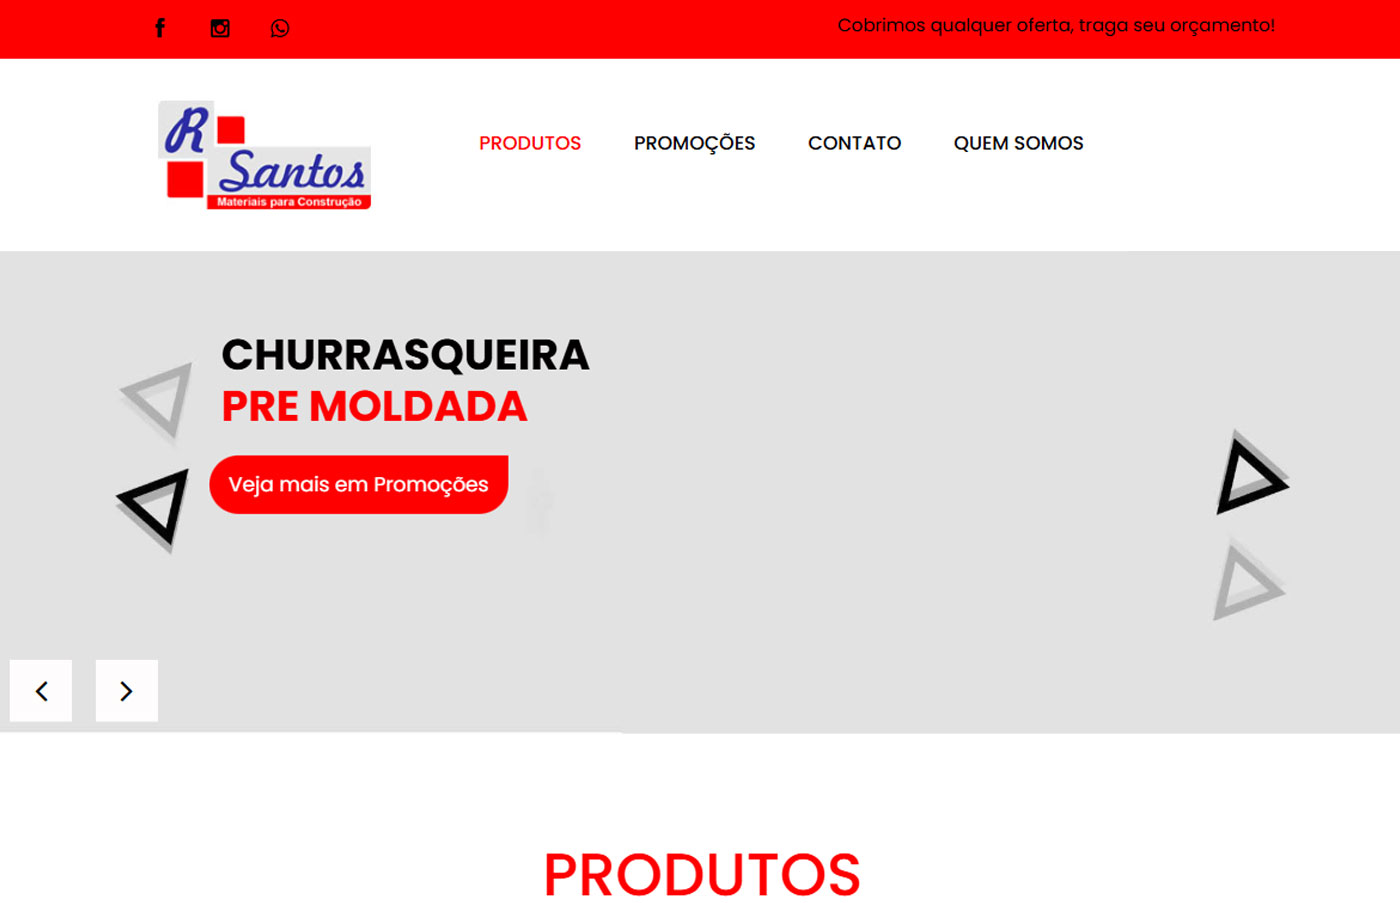 Cobrimos qualquer oferta, traga seu orçamento!
R
Santos
Materiais para Construção
PRODUTOS
PROMOÇÕES
CONTATO
QUEM SOMOS
CHURRASQUEIRA
PRE MOLDADA
Veja mais em Promoções
PRODUTOS